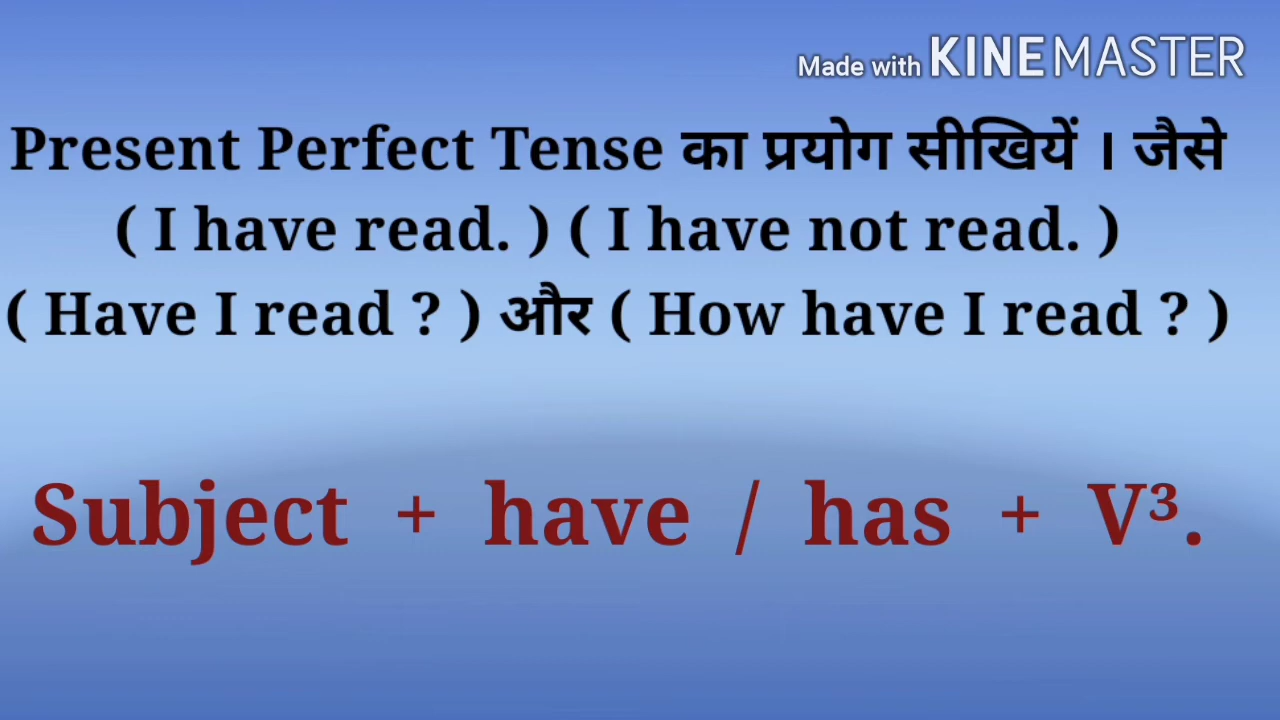 Made with KINEMASTER
Present Perfect Tense का प्रयोग सीखियें । जैसे
( I have read. ) ( I have not read. )
( Have I read ? ) और ( How have I read ? )
Subject + have / has + V³.